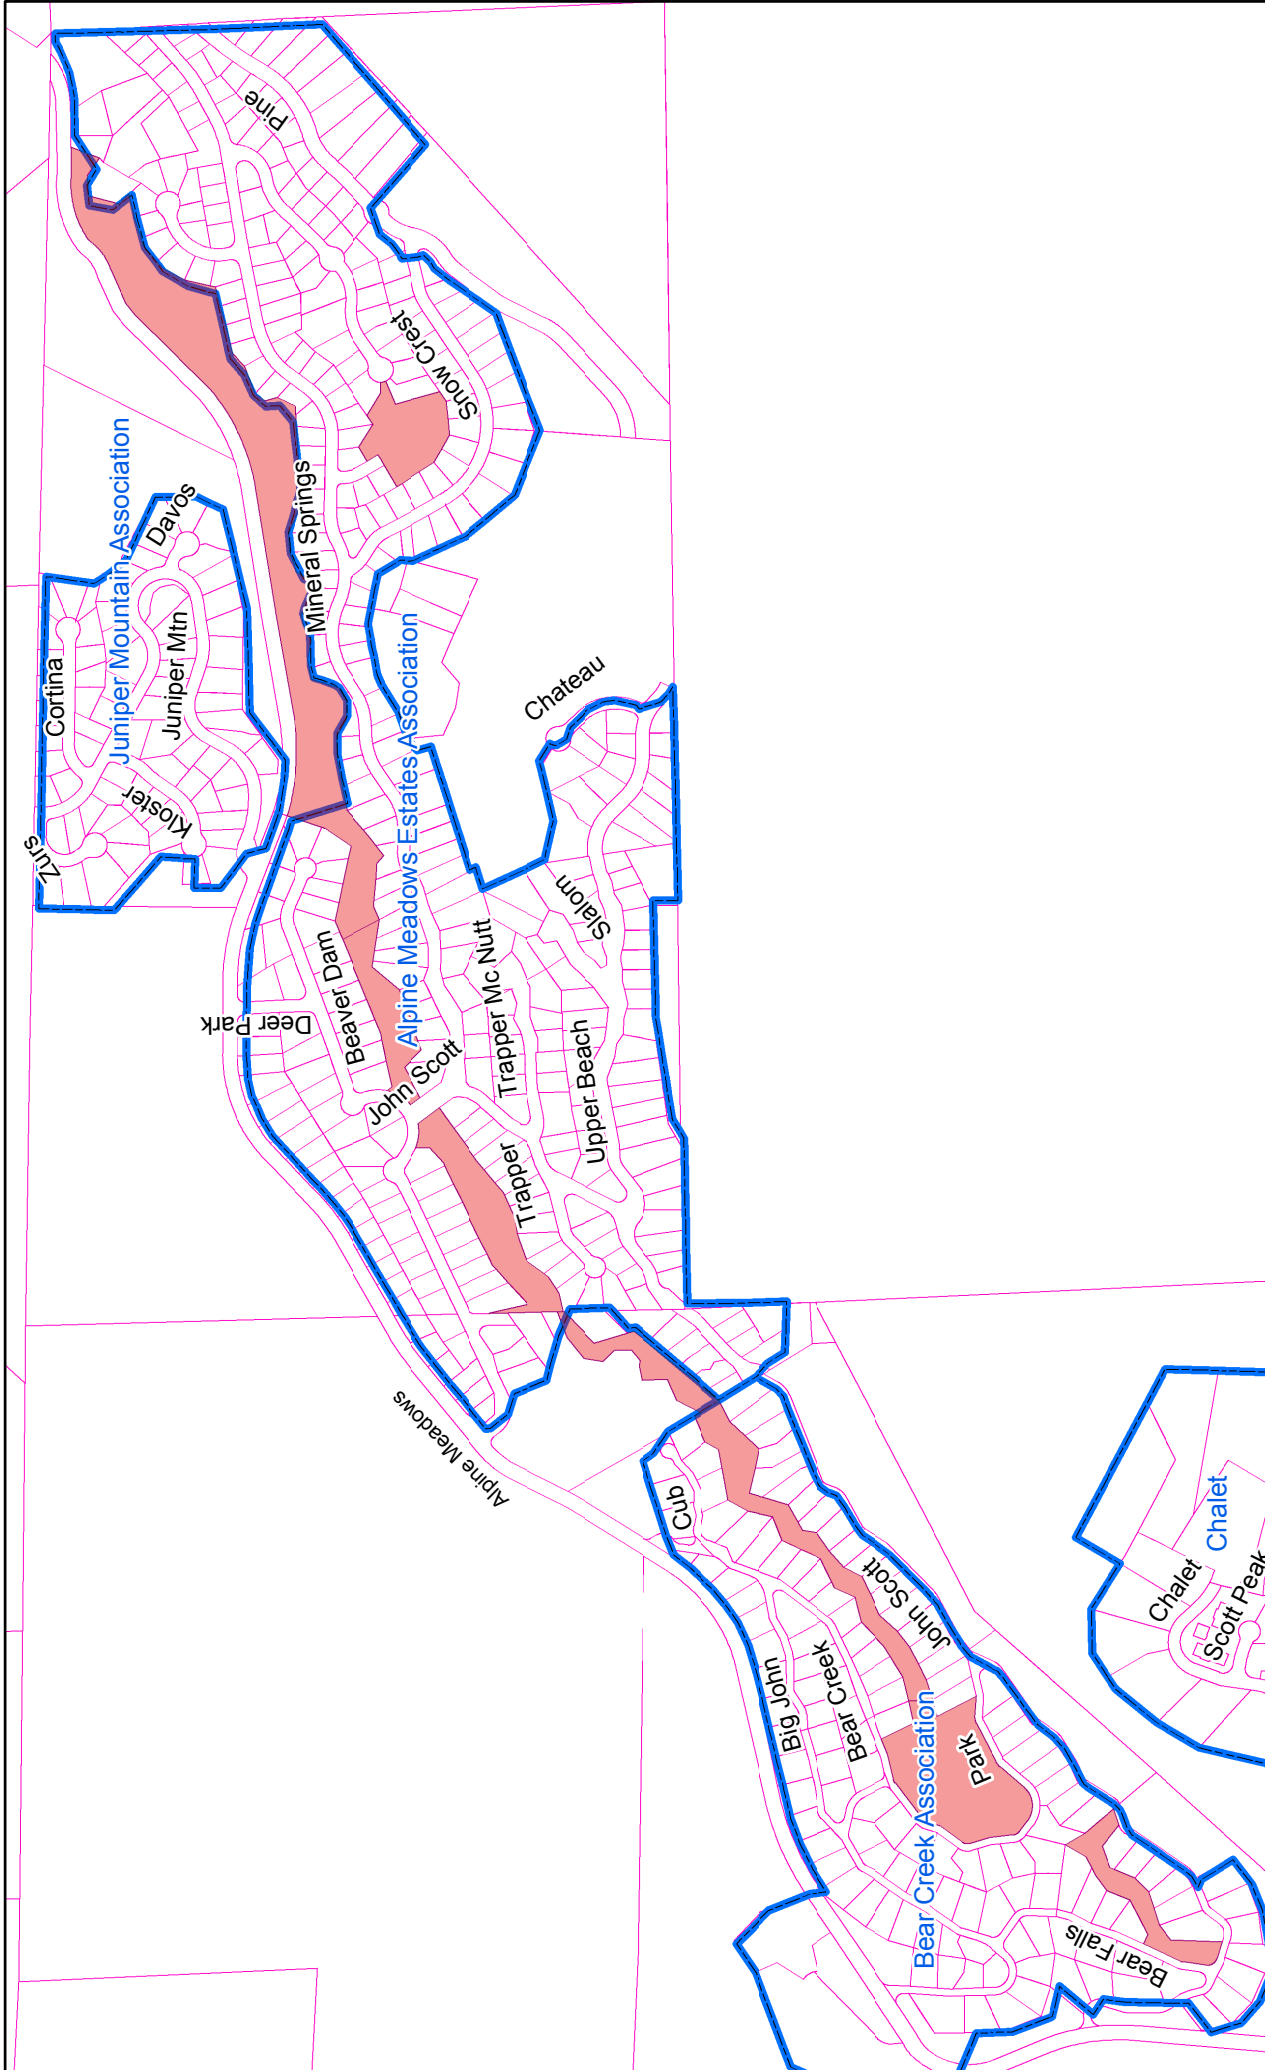 Pine
Snow Crest
Mineral Springs
Juniper Mountain Association
Davos
Cortina
Juniper Mtn
Kloster
Zurs
Chateau
Alpine Meadows Estates Association
Slalom
Deer Park
Beaver Dam
Trapper Mc Nutt
John Scott
Upper Beach
Trapper
Alpine Meadows
Cub
Chalet
Chalet
Scott Peak
John Scott
Big John
Bear Creek
Park
Bear Creek Association
Bear Falls